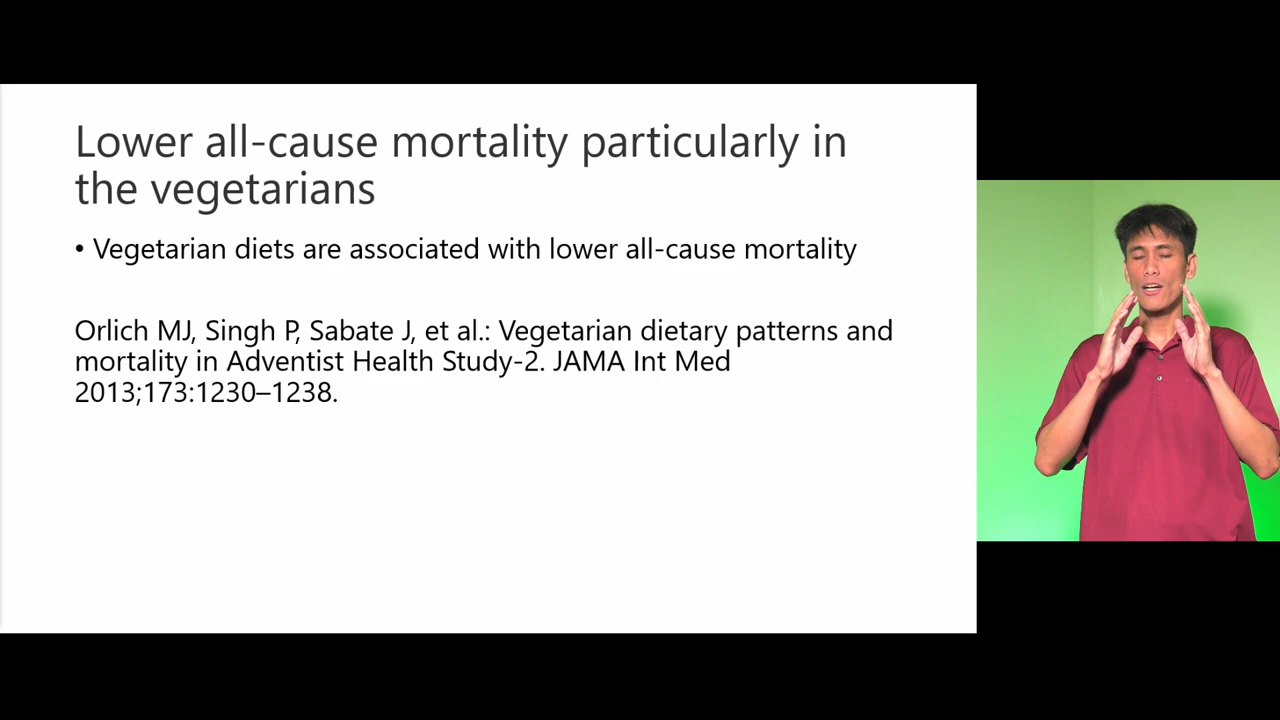 Lower all-cause mortality particularly in
the vegetarians
• Vegetarian diets are associated with lower all-cause mortality
Orlich MJ, Singh P, Sabate J, et al.: Vegetarian dietary patterns and
mortality in Adventist Health Study-2. JAMA Int Med
2013;173:1230–1238.